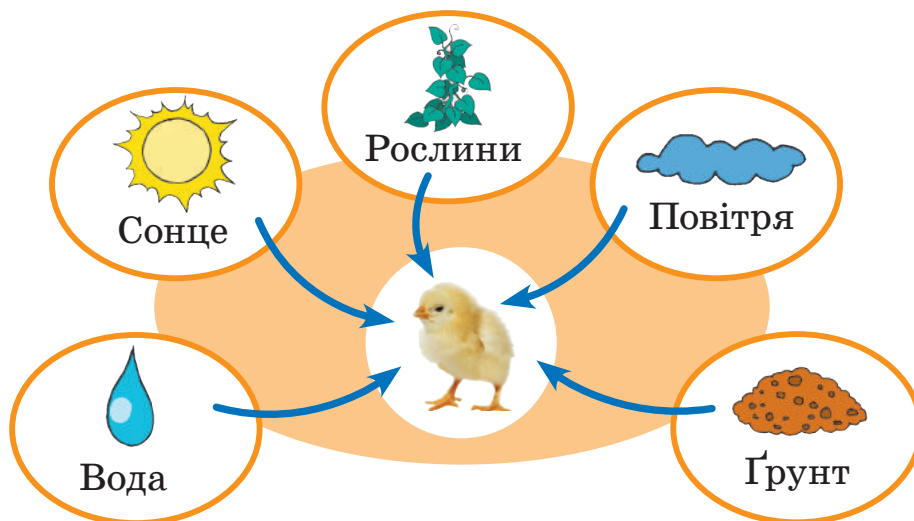 Рослини
Сонце
Повітря
Вода
Ґрунт